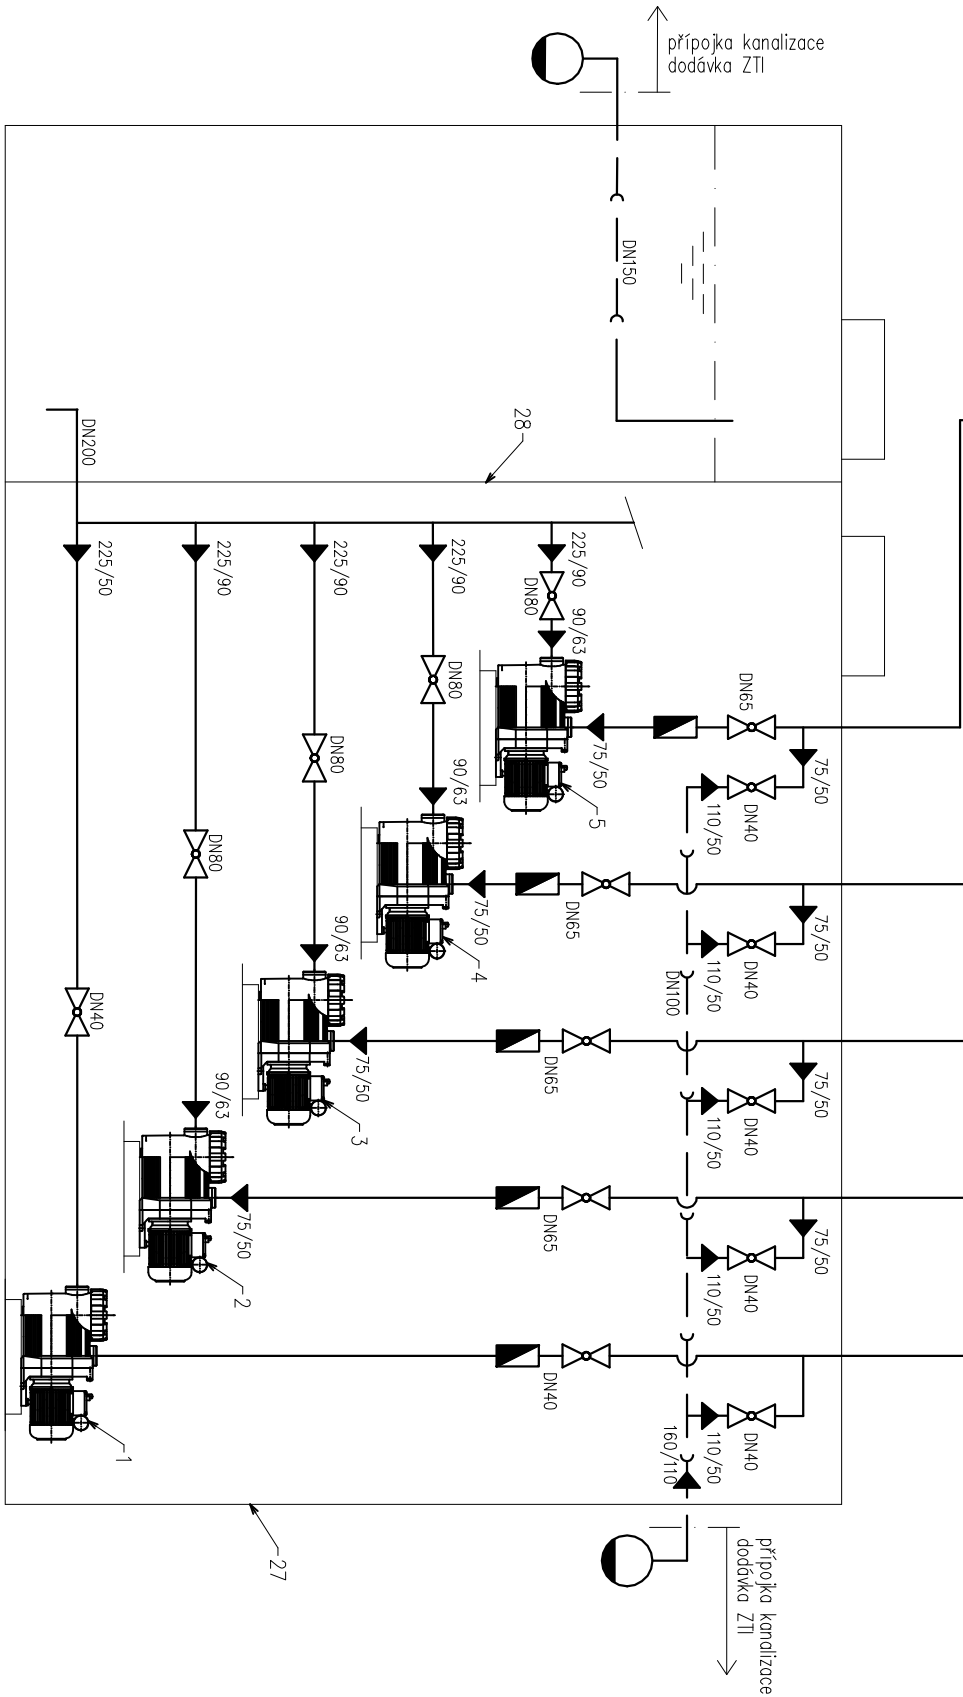 přípojka kanalizace
dodávka ZTI
DN150
28
DN200
225/50
225/90
225/90
225/90
225/90
DN80
90/63
DN65
75/50
75/50
5
110/50
DN40
DN80
90/63
75/50
4
DN65
75/50
110/50
DN40
DN100
DN80
90/63
75/50
3
DN65
75/50
110/50
DN40
DN80
90/63
75/50
2
DN65
75/50
110/50
DN40
DN40
1
DN40
110/50
DN40
160/110
27
přípojka kanalizace
dodávka ZTI